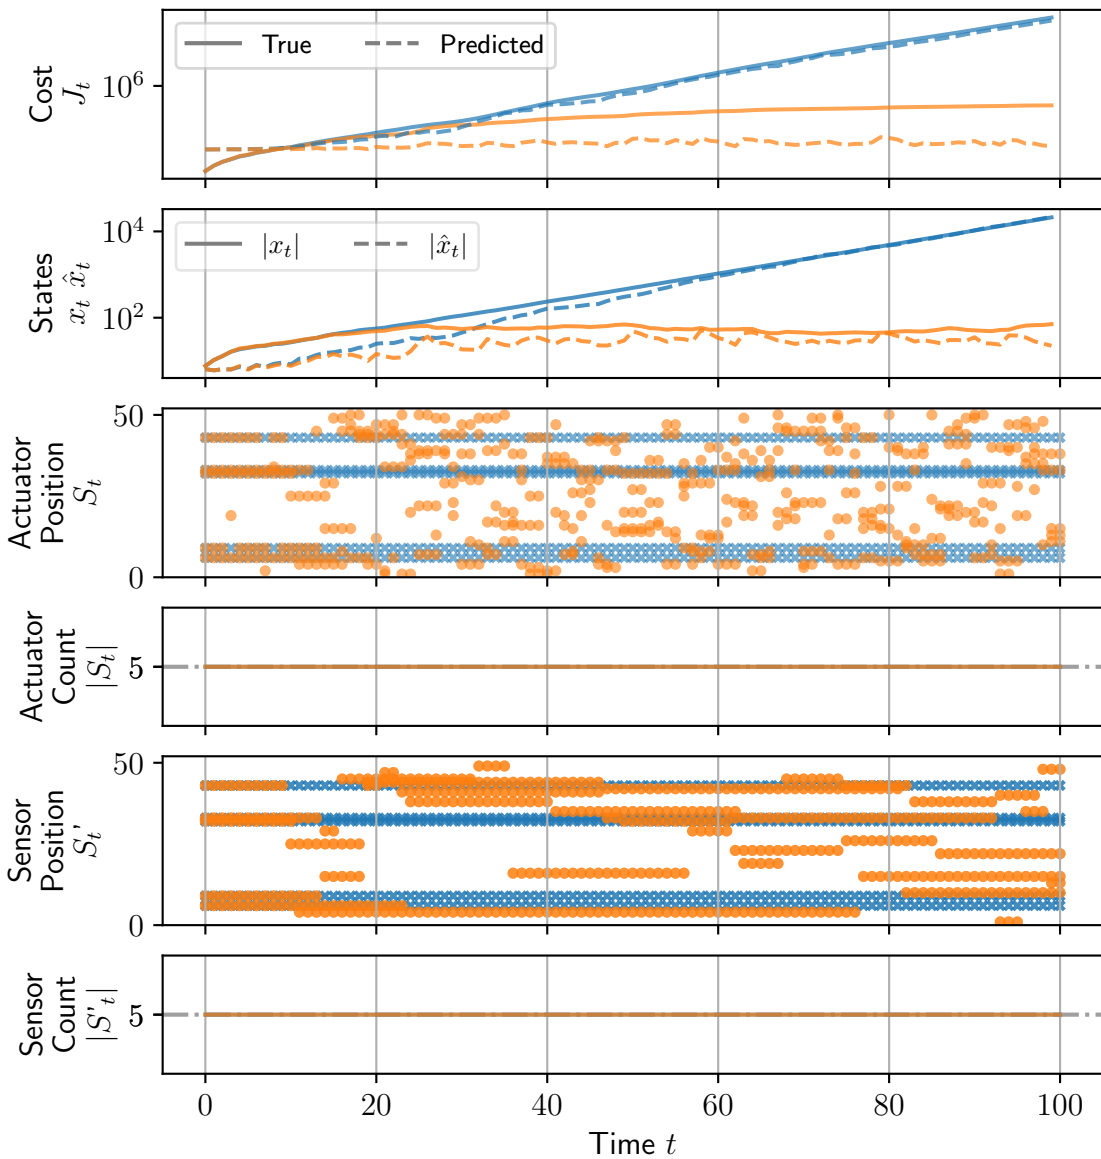 True
Predicted
Cost
J_t
10^6
|x_t|
|x̂_t|
States
x_t x̂_t
10^4
10^2
Actuator
Position
S_t
50
0
Actuator
Count
|S_t|
5
Sensor
Position
S_t'
50
0
Sensor
Count
|S'_t|
5
0
20
40
60
80
100
Time t